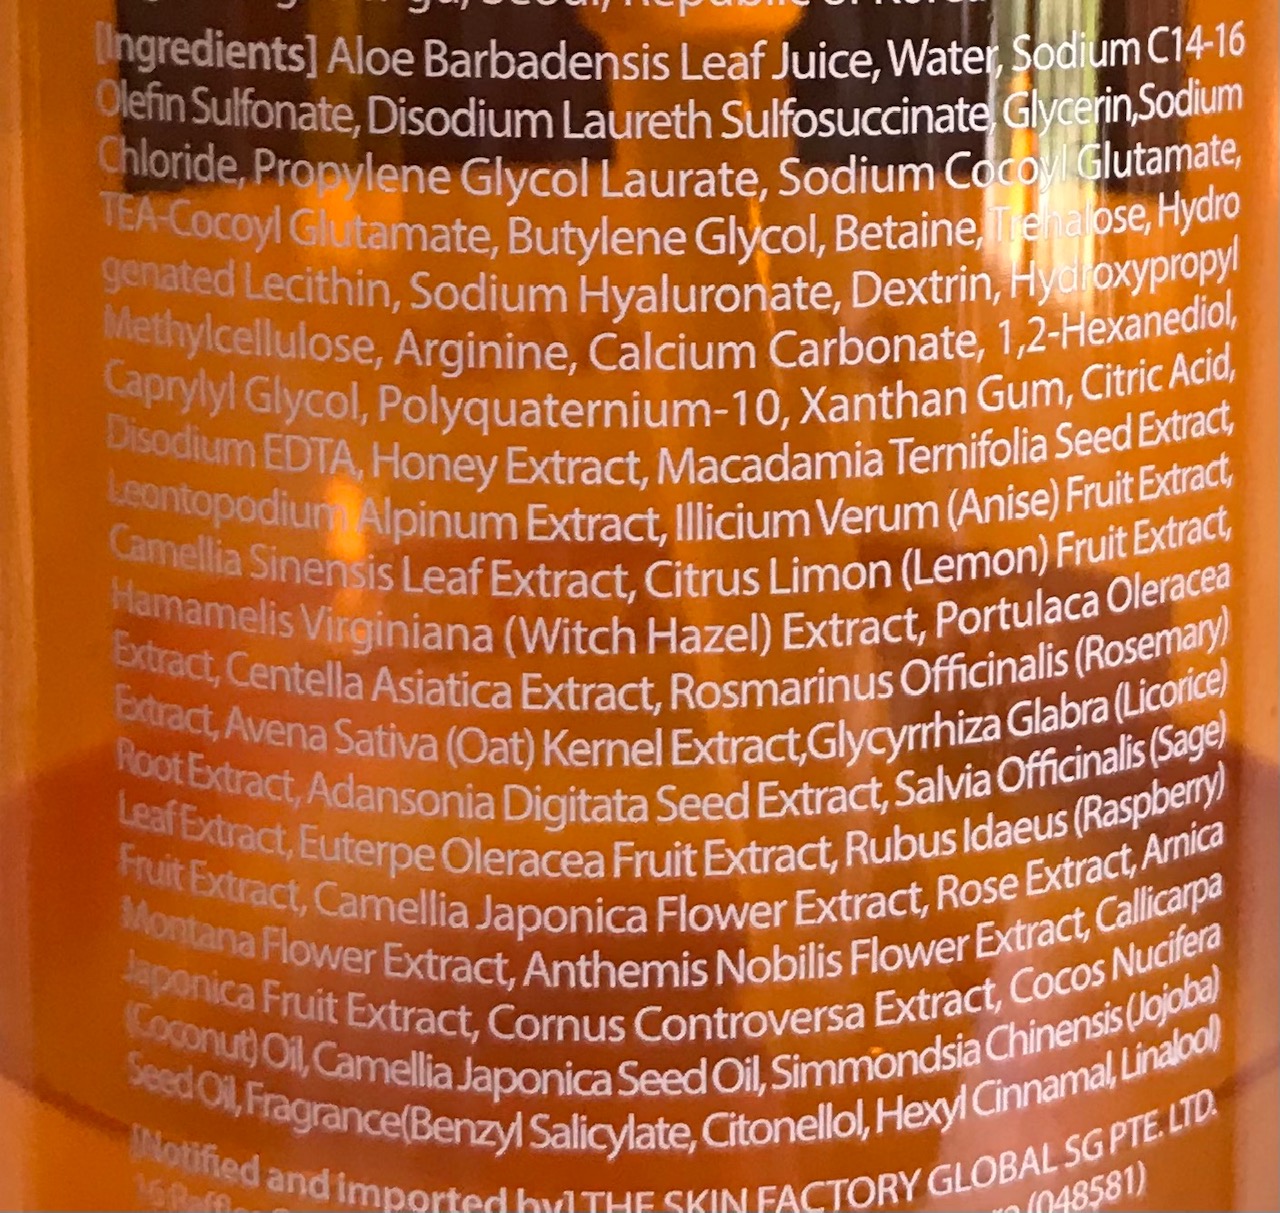 Seoul, Republic of Korea
[Ingredients] Aloe Barbadensis Leaf Juice, Water, Sodium C14-16
Olefin Sulfonate, Disodium Laureth Sulfosuccinate, Glycerin,Sodium
Chloride, Propylene Glycol Laurate, Sodium Cocoyl Glutamate,
TEA-Cocoyl Glutamate, Butylene Glycol, Betaine, Trehalose, Hydro
genated Lecithin, Sodium Hyaluronate, Dextrin, Hydroxypropyl
Methylcellulose, Arginine, Calcium Carbonate, 1,2-Hexanediol,
Caprylyl Glycol, Polyquaternium-10, Xanthan Gum, Citric Acid,
Disodium EDTA, Honey Extract, Macadamia Ternifolia Seed Extract,
Leontopodium Alpinum Extract, Illicium Verum (Anise) Fruit Extract,
Camellia Sinensis Leaf Extract, Citrus Limon (Lemon) Fruit Extract,
Hamamelis Virginiana (Witch Hazel) Extract, Portulaca Oleracea
Extract, Centella Asiatica Extract, Rosmarinus Officinalis (Rosemary)
Extract, Avena Sativa (Oat) Kernel Extract,Glycyrrhiza Glabra (Licorice)
Root Extract, Adansonia Digitata Seed Extract, Salvia Officinalis (Sage)
Leaf Extract, Euterpe Oleracea Fruit Extract, Rubus Idaeus (Raspberry)
Fruit Extract, Camellia Japonica Flower Extract, Rose Extract, Arnica
Montana Flower Extract, Anthemis Nobilis Flower Extract, Callicarpa
Japonica Fruit Extract, Cornus Controversa Extract, Cocos Nucifera
(Coconut) Oil, Camellia Japonica Seed Oil, Simmondsia Chinensis (Jojoba)
Seed Oil, Fragrance(Benzyl Salicylate, Citonellol, Hexyl Cinnamal, Linalool)
[Notified and imported by] THE SKIN FACTORY GLOBAL SG PTE. LTD.
16 (048581)